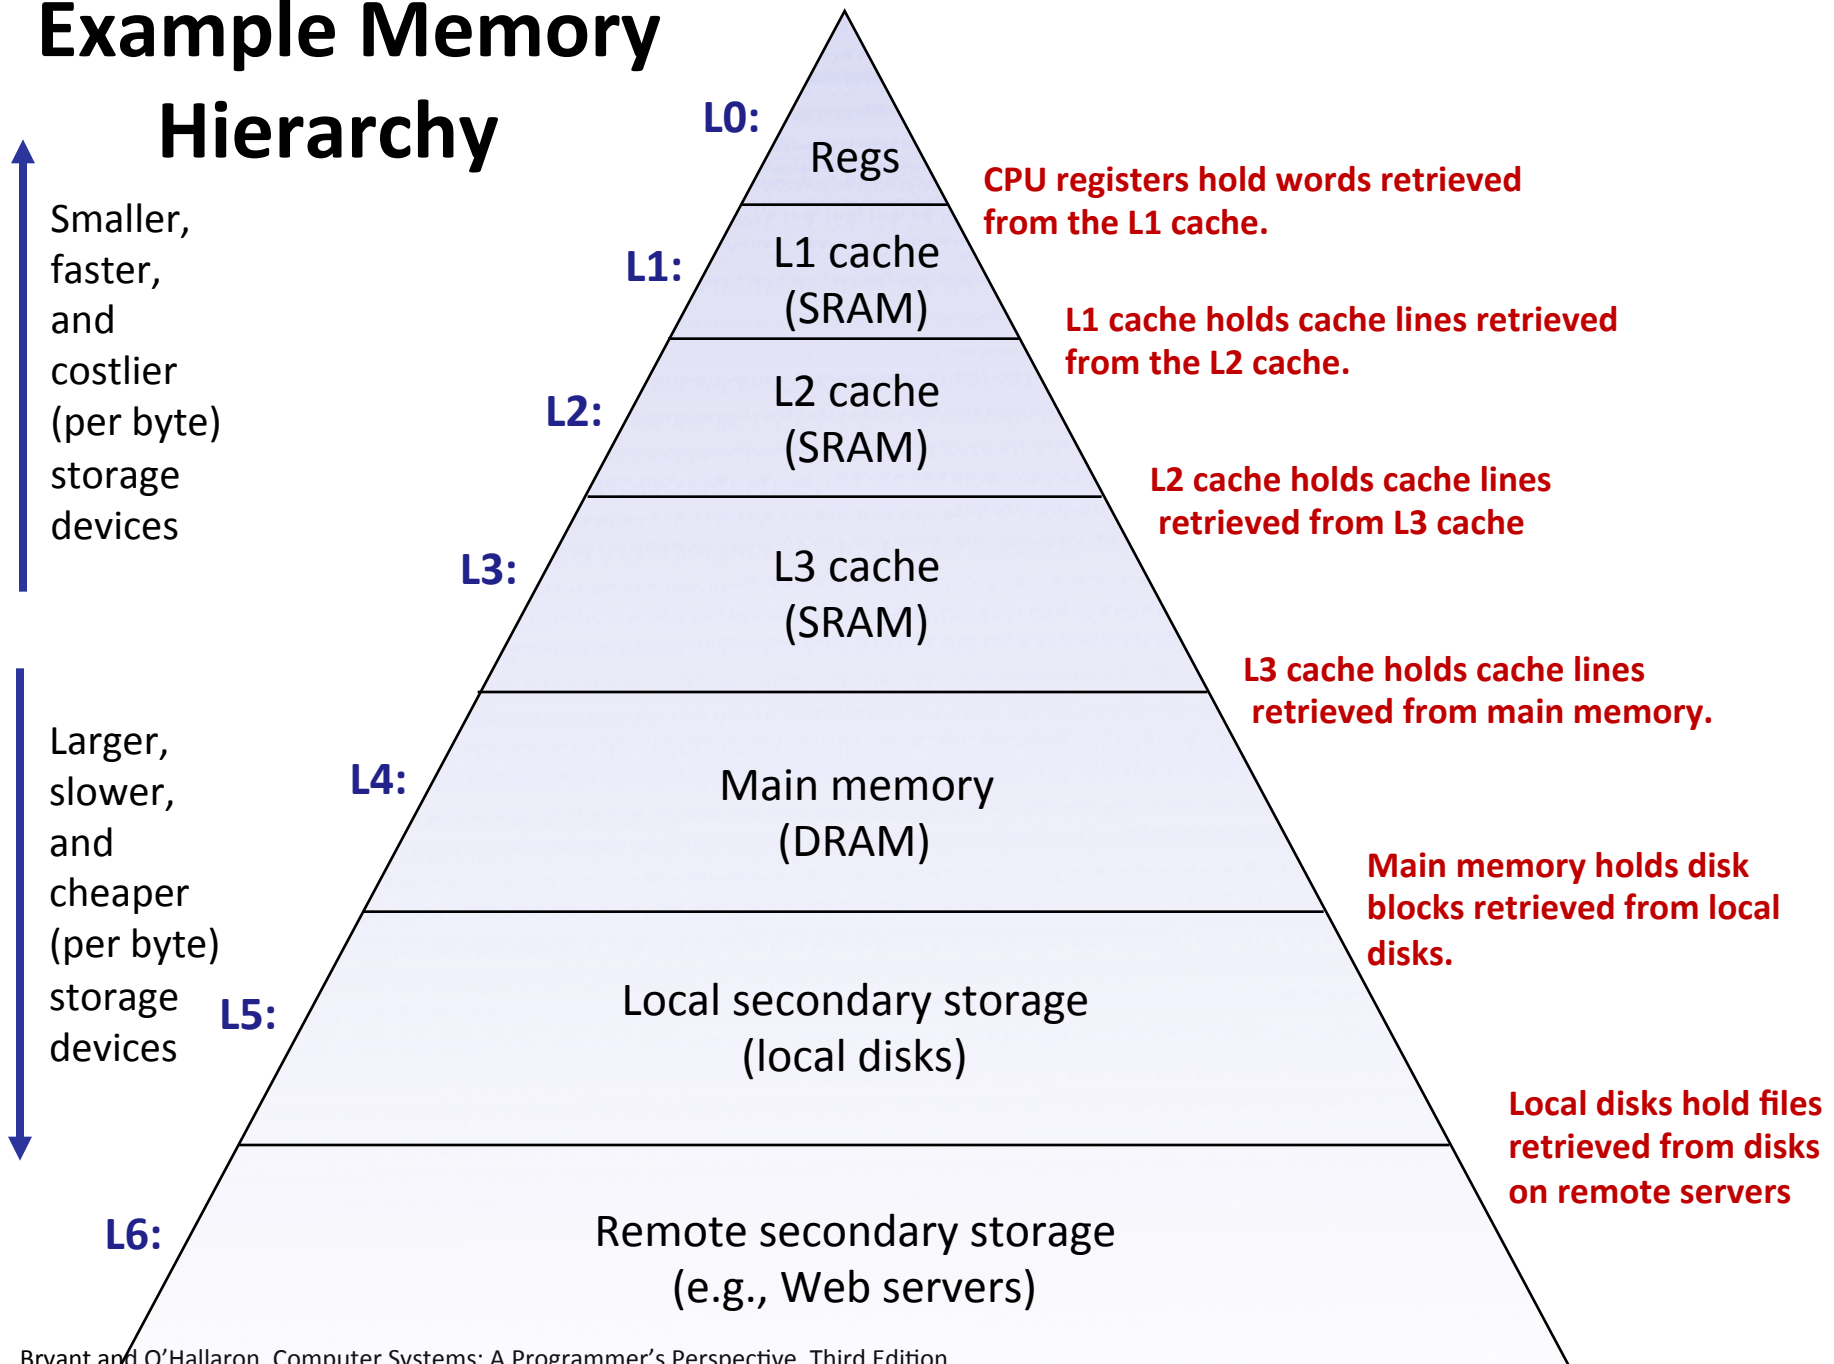 Example Memory
Hierarchy
Smaller,
faster,
and
costlier
(per byte)
storage
devices
Larger,
slower,
and
cheaper
(per byte)
storage
devices
L0:
Regs
CPU registers hold words retrieved
from the L1 cache.
L1:
L1 cache
(SRAM)
L1 cache holds cache lines retrieved
from the L2 cache.
L2:
L2 cache
(SRAM)
L2 cache holds cache lines
retrieved from L3 cache
L3:
L3 cache
(SRAM)
L3 cache holds cache lines
retrieved from main memory.
L4:
Main memory
(DRAM)
Main memory holds disk
blocks retrieved from local
disks.
L5:
Local secondary storage
(local disks)
Local disks hold files
retrieved from disks
on remote servers
L6:
Remote secondary storage
(e.g., Web servers)
Bryant and O'Hallaron, Computer Systems: A Programmer's Perspective, Third Edition